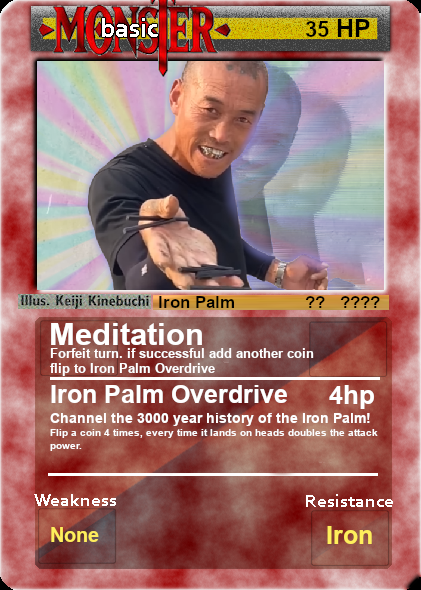 MONSTER
basic
35 HP
Illus. Keiji Kinebuchi Iron Palm ?? ????
Meditation
Forfeit turn. if successful add another coin
flip to Iron Palm Overdrive
Iron Palm Overdrive 4hp
Channel the 3000 year history of the Iron Palm!
Flip a coin 4 times, every time it lands on heads doubles the attack
power.
Weakness Resistance
None Iron